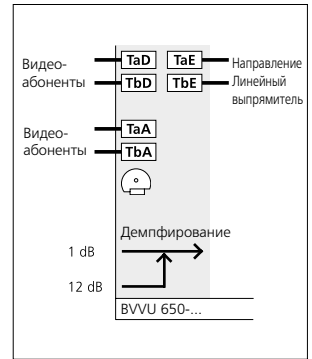 Видео-
абоненты
TaD
TbD
TaE
TbE
Направление
Линейный
выпрямитель
Видео-
абоненты
TaA
TbA
Демпфирование
1 dB
12 dB
BVVU 650-...